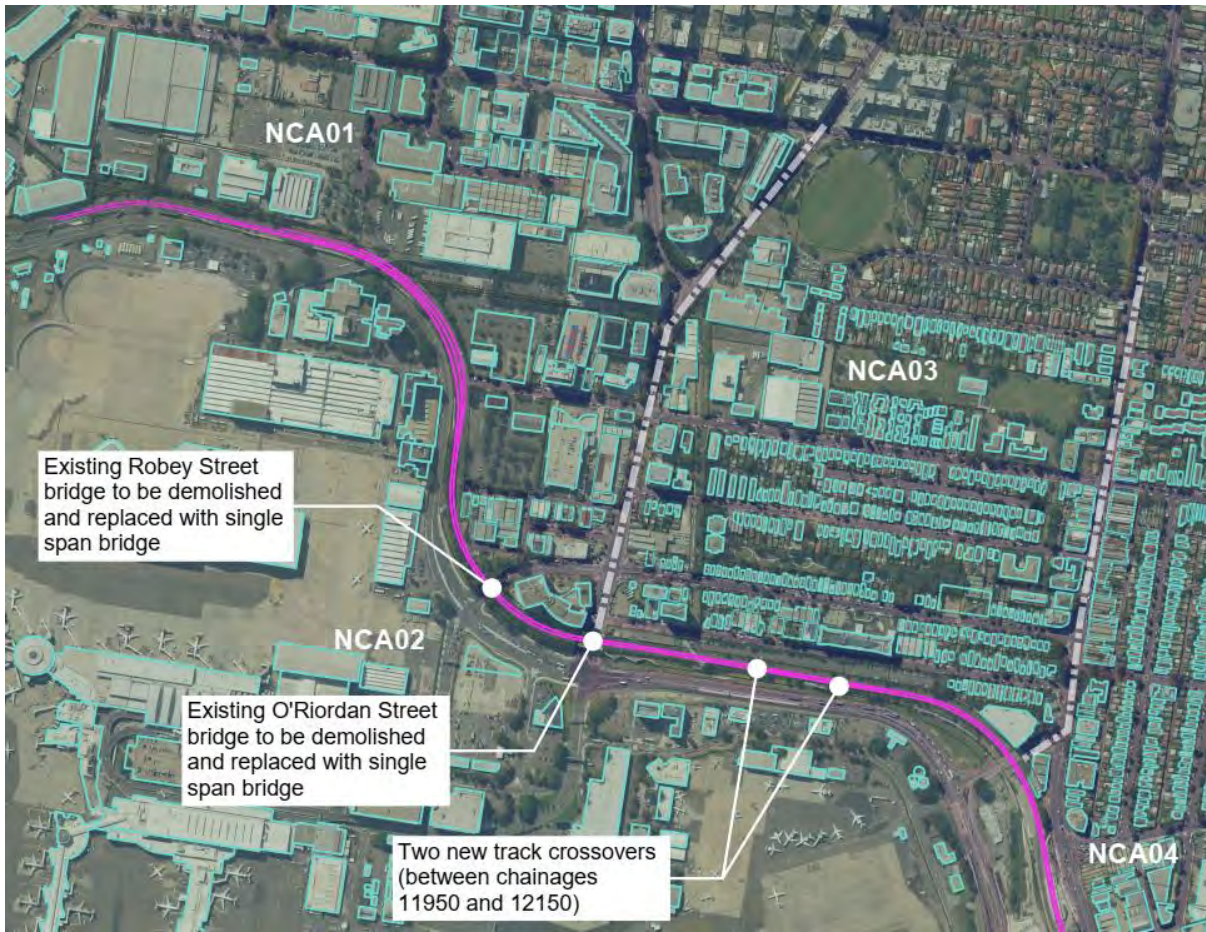 NCA01
NCA03
Existing Robey Street
bridge to be demolished
and replaced with single
span bridge
NCA02
Existing O'Riordan Street
bridge to be demolished
and replaced with single
span bridge
Two new track crossovers
(between chainages
11950 and 12150)
NCA04